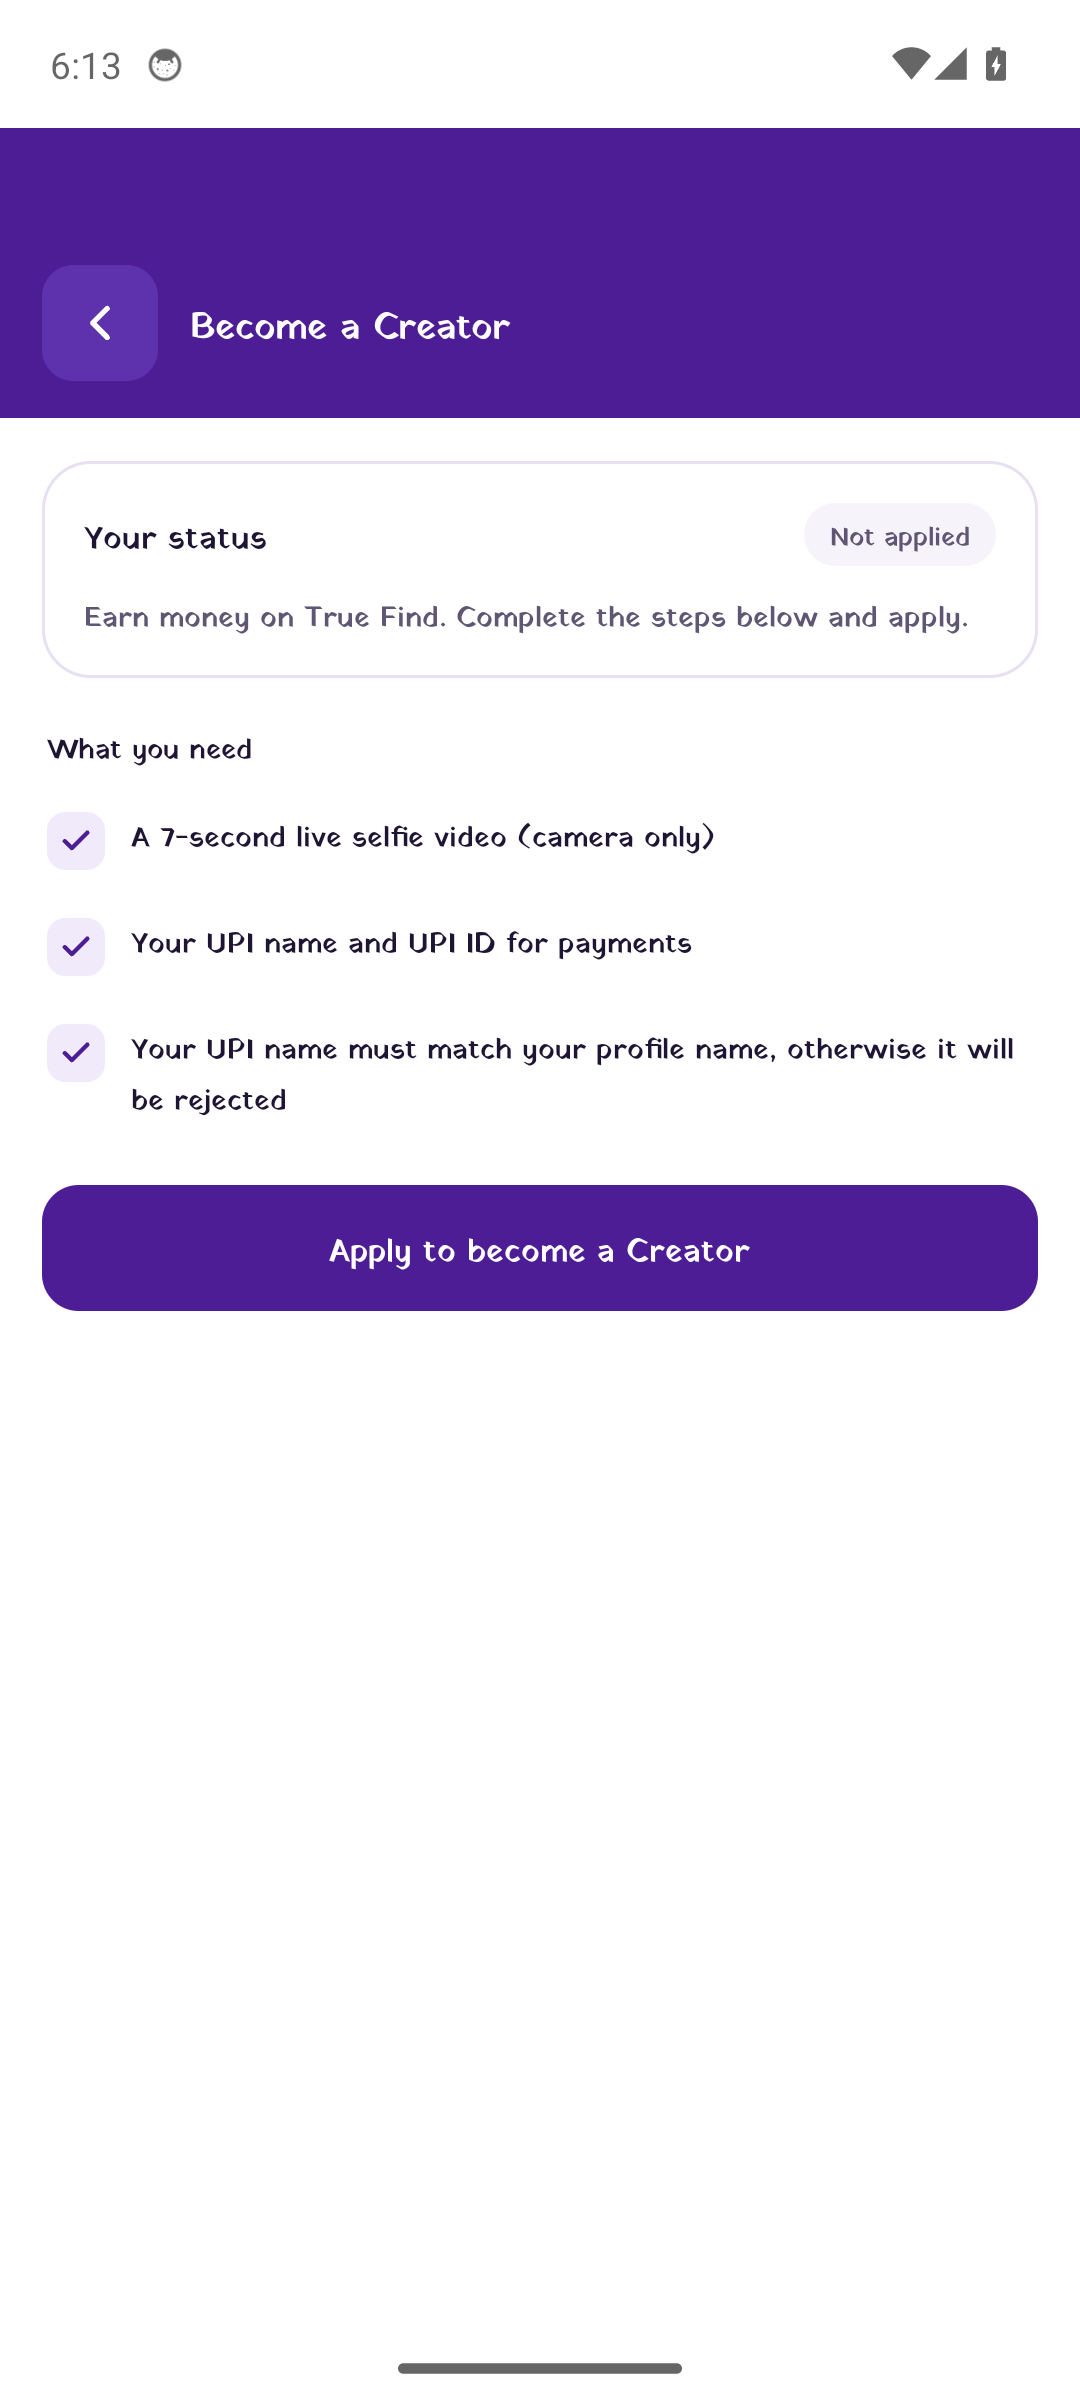 6:13
Become a Creator
Your status
Not applied
Earn money on True Find. Complete the steps below and apply.
What you need
A 7-second live selfie video (camera only)
Your UPI name and UPI ID for payments
Your UPI name must match your profile name, otherwise it will
be rejected
Apply to become a Creator